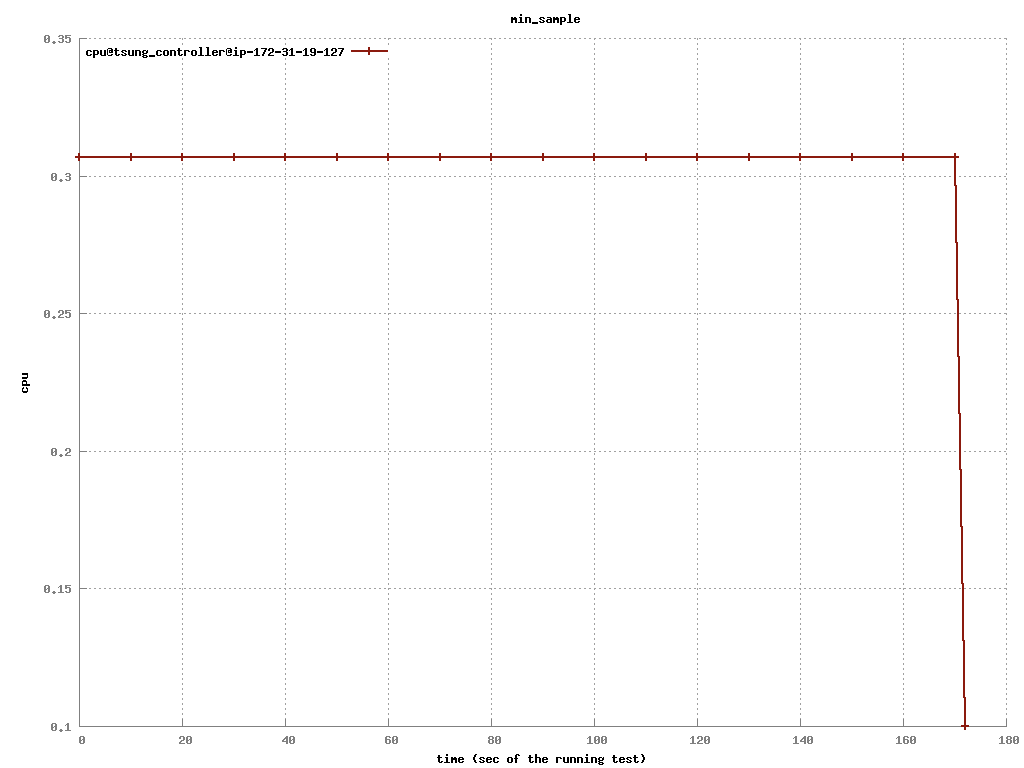 min_sample
cpu@tsung_controller@ip-172-31-19-127
0.35
0.3
0.25
0.2
0.15
0.1
cpu
0 20 40 60 80 100 120 140 160 180
time (sec of the running test)